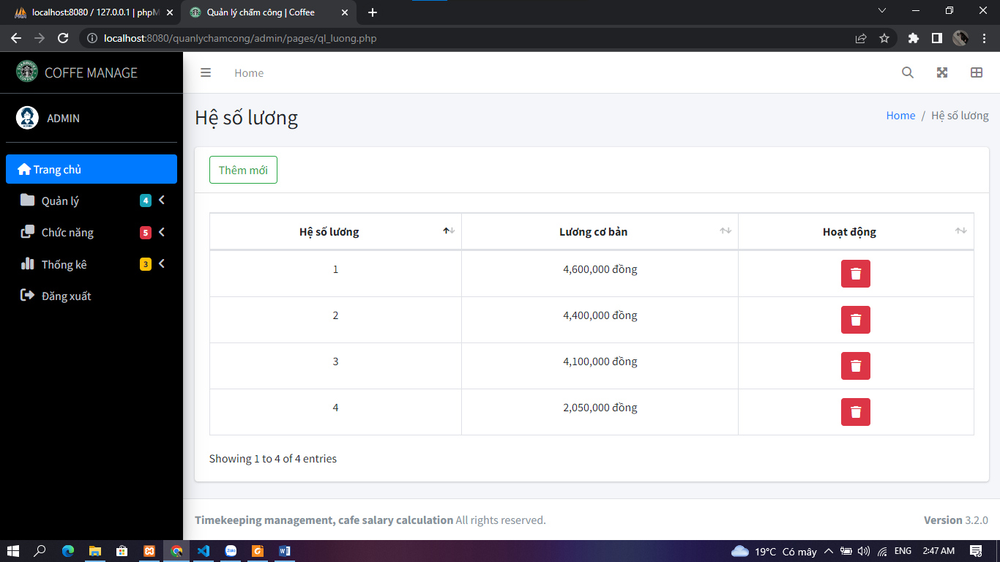 localhost:8080 / 127.0.0.1 | phpM
Quản lý chấm công | Coffee
localhost:8080/quanlychamcong/admin/pages/ql_luong.php
COFFE MANAGE
Home
ADMIN
Hệ số lương
Home / Hệ số lương
Trang chủ
Quản lý 4
Chức năng 5
Thống kê 3
Đăng xuất
Thêm mới
Hệ số lương Lương cơ bản Hoạt động
1 4,600,000 đồng
2 4,400,000 đồng
3 4,100,000 đồng
4 2,050,000 đồng
Showing 1 to 4 of 4 entries
Timekeeping management, cafe salary calculation All rights reserved.
Version 3.2.0
Zalo
19°C Có mây ENG 2:47 AM